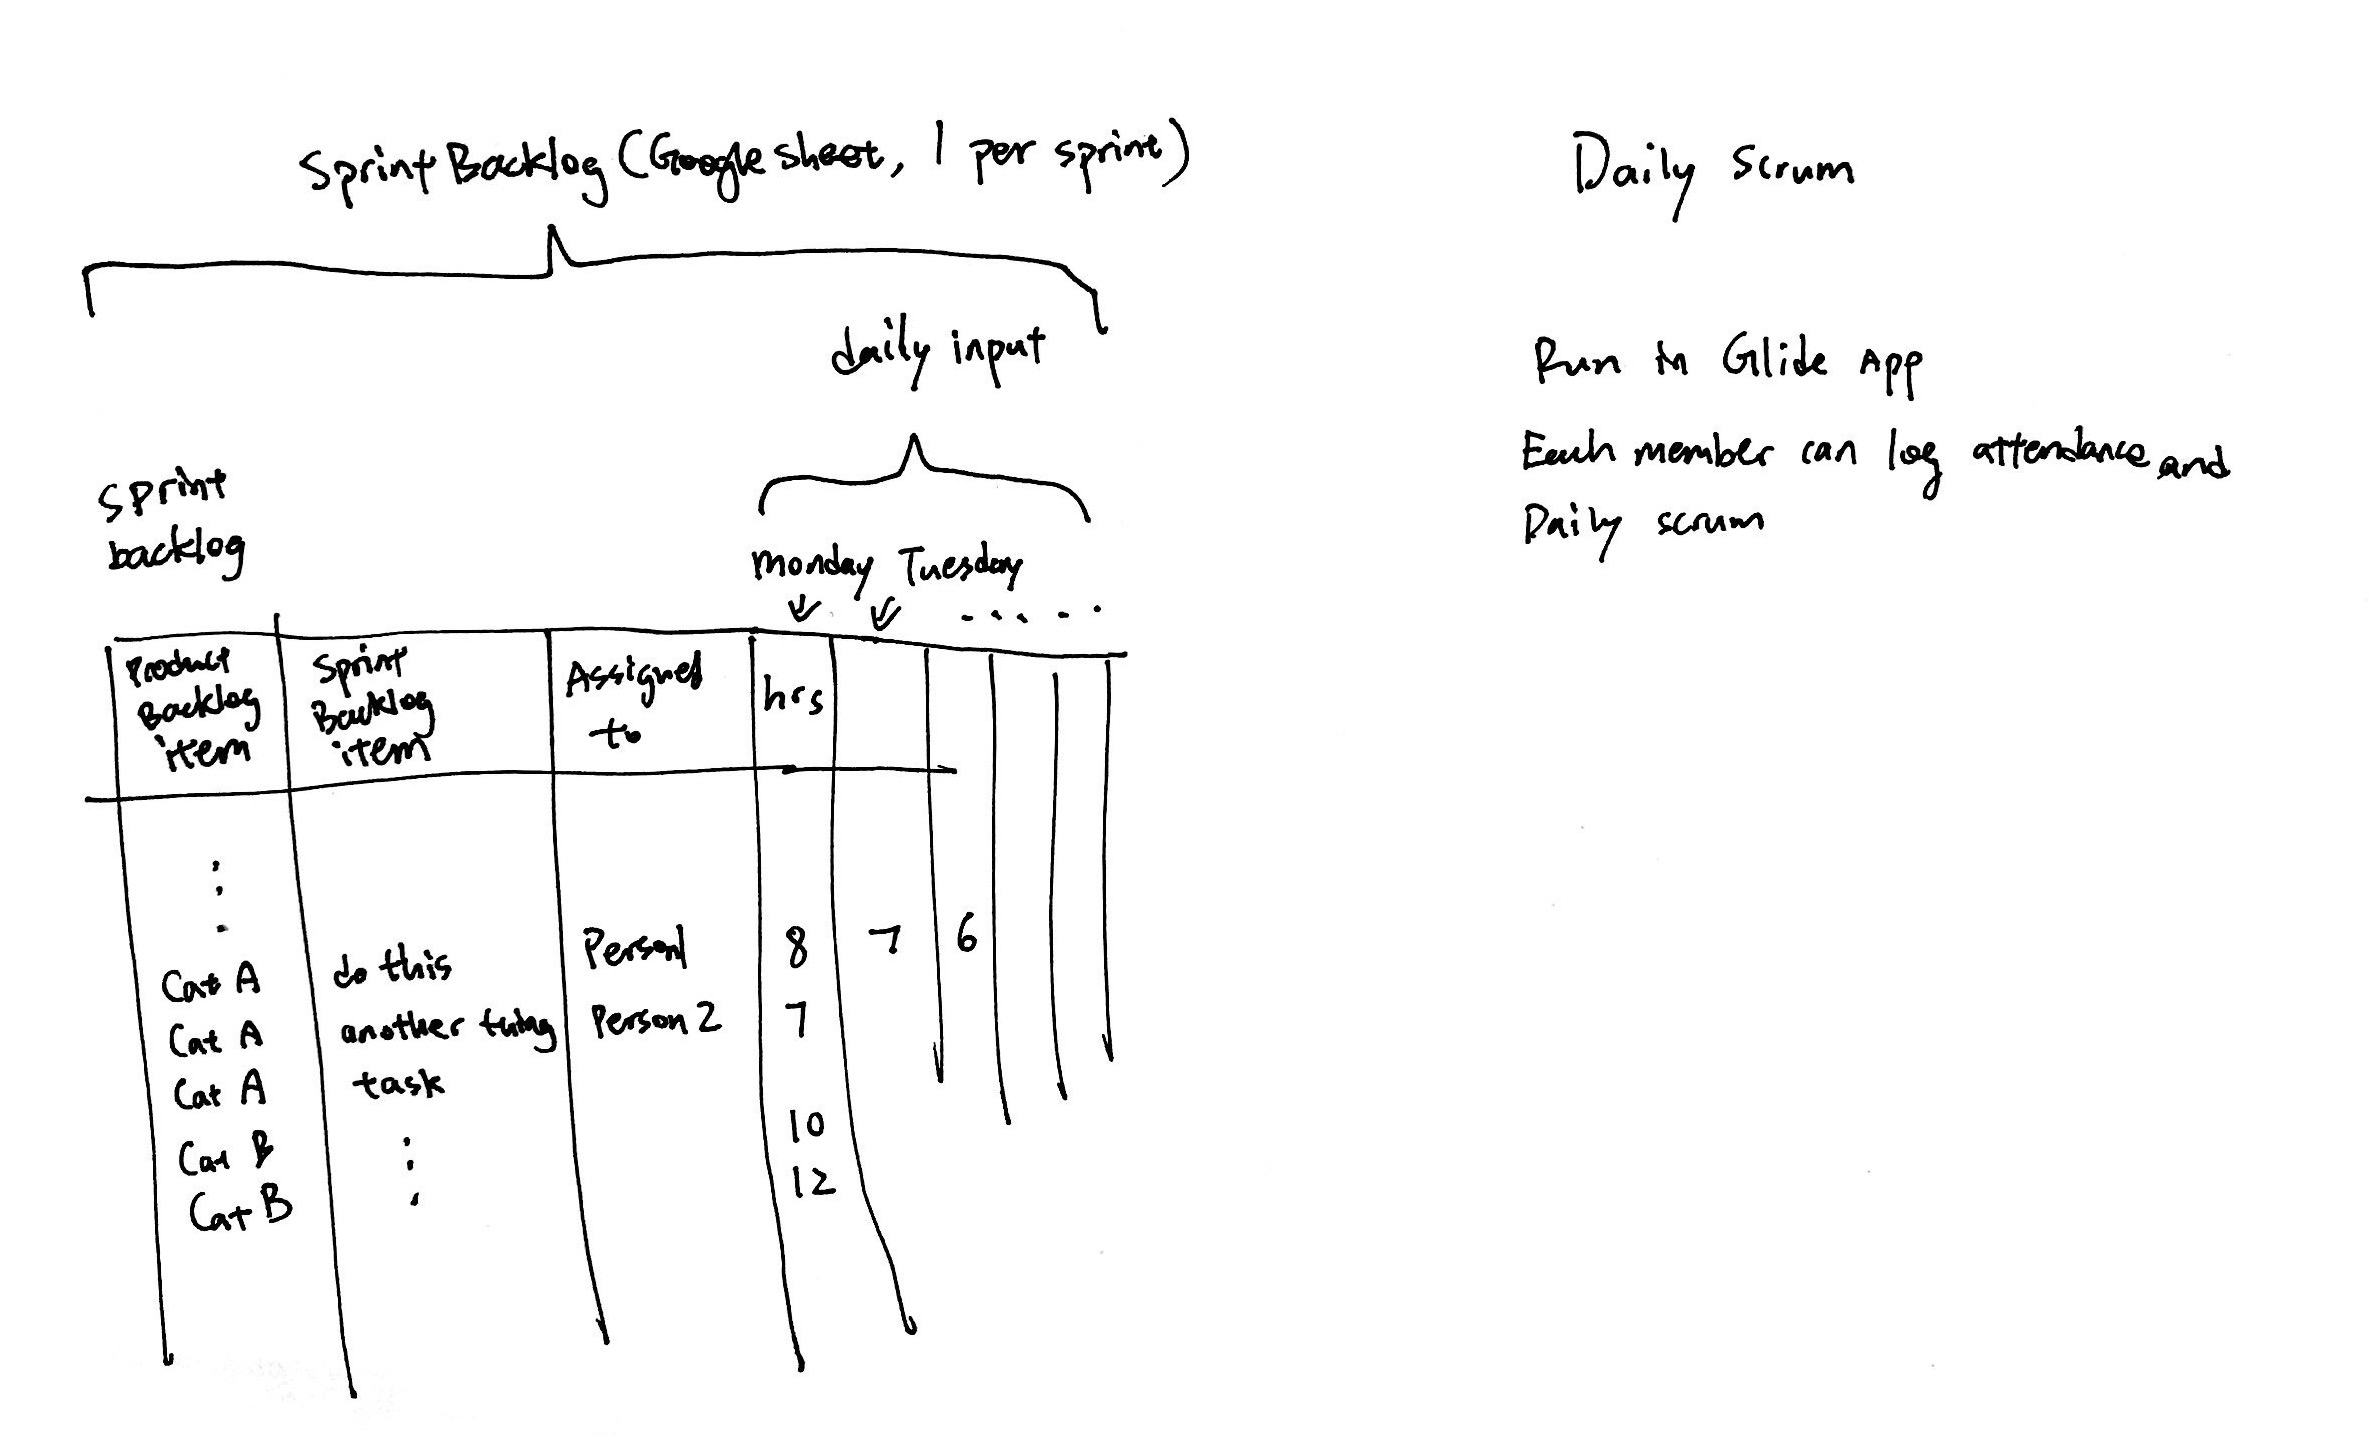 Sprint Backlog (Google sheet, 1 per sprint)
daily input
Sprint
backlog
monday Tuesday
Product
Backlog
item
Sprint
Backlog
item
Assigned
to
hrs
Cat A do this Person1 8 7 6
Cat A another thing Person 2 7
Cat A task
Cat B 10
Cat B 12
Daily Scrum
Run in Glide App
Each member can log attendance and
Daily scrum